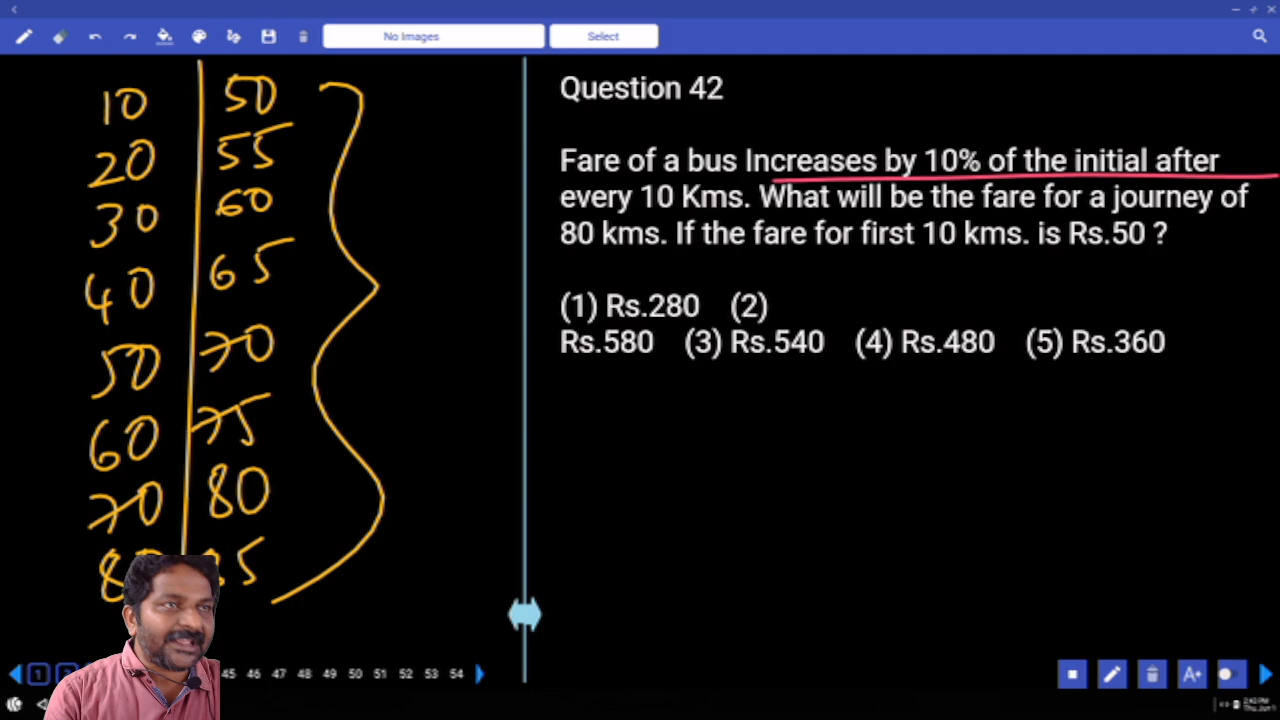 No Images Select
10 50
20 55
30 60
40 65
50 70
60 75
70 80
Question 42
Fare of a bus Increases by 10% of the initial after
every 10 Kms. What will be the fare for a journey of
80 kms. If the fare for first 10 kms. is Rs.50 ?
(1) Rs.280 (2)
Rs.580 (3) Rs.540 (4) Rs.480 (5) Rs.360
1 45 46 47 48 49 50 51 52 53 54
A+